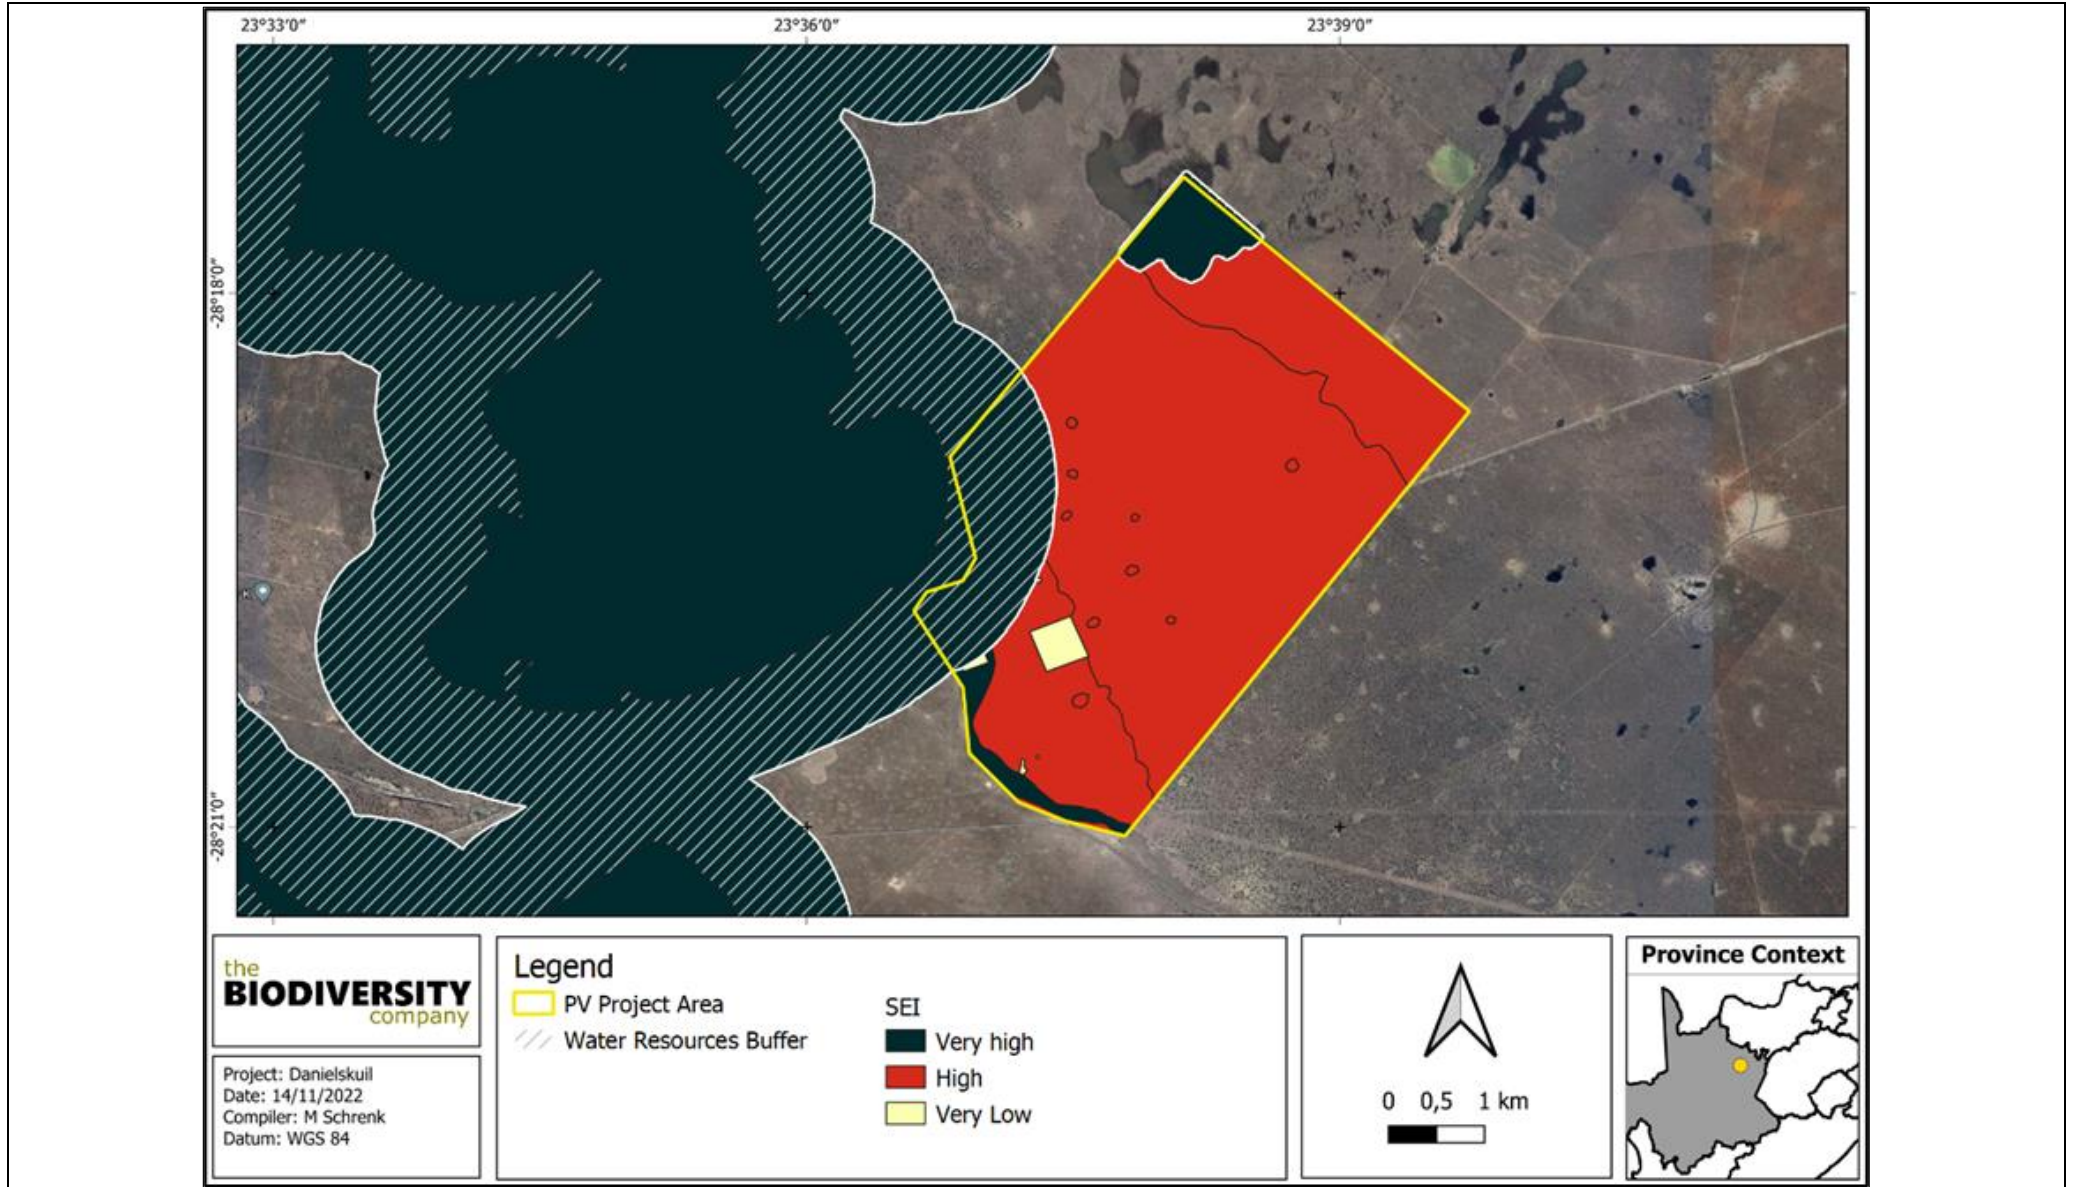 23°33'0"
23°36'0"
23°39'0"
-28°18'0"
-28°21'0"
K
the
BIODIVERSITY
company
Project: Danielskuil
Date: 14/11/2022
Compiler: M Schrenk
Datum: WGS 84
Legend
PV Project Area
Water Resources Buffer
SEI
Very high
High
Very Low
0 0,5 1 km
Province Context